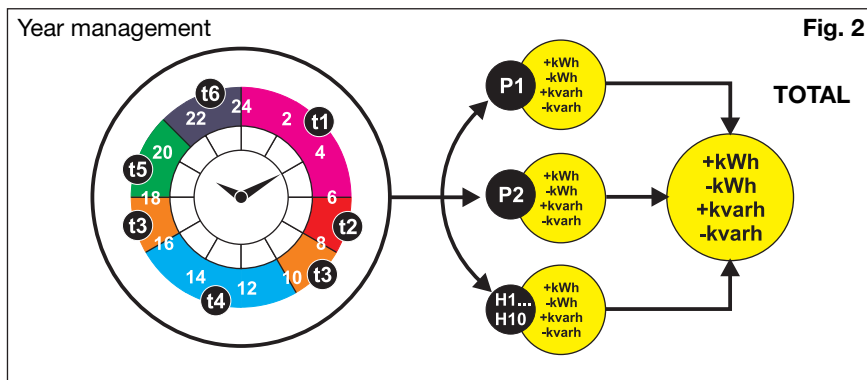 Year management
Fig. 2
24
2
4
6
8
10
12
14
16
18
20
22
t1
t2
t3
t4
t3
t5
t6
P1
+kWh
-kWh
+kvarh
-kvarh
P2
+kWh
-kWh
+kvarh
-kvarh
H1...
H10
+kWh
-kWh
+kvarh
-kvarh
TOTAL
+kWh
-kWh
+kvarh
-kvarh